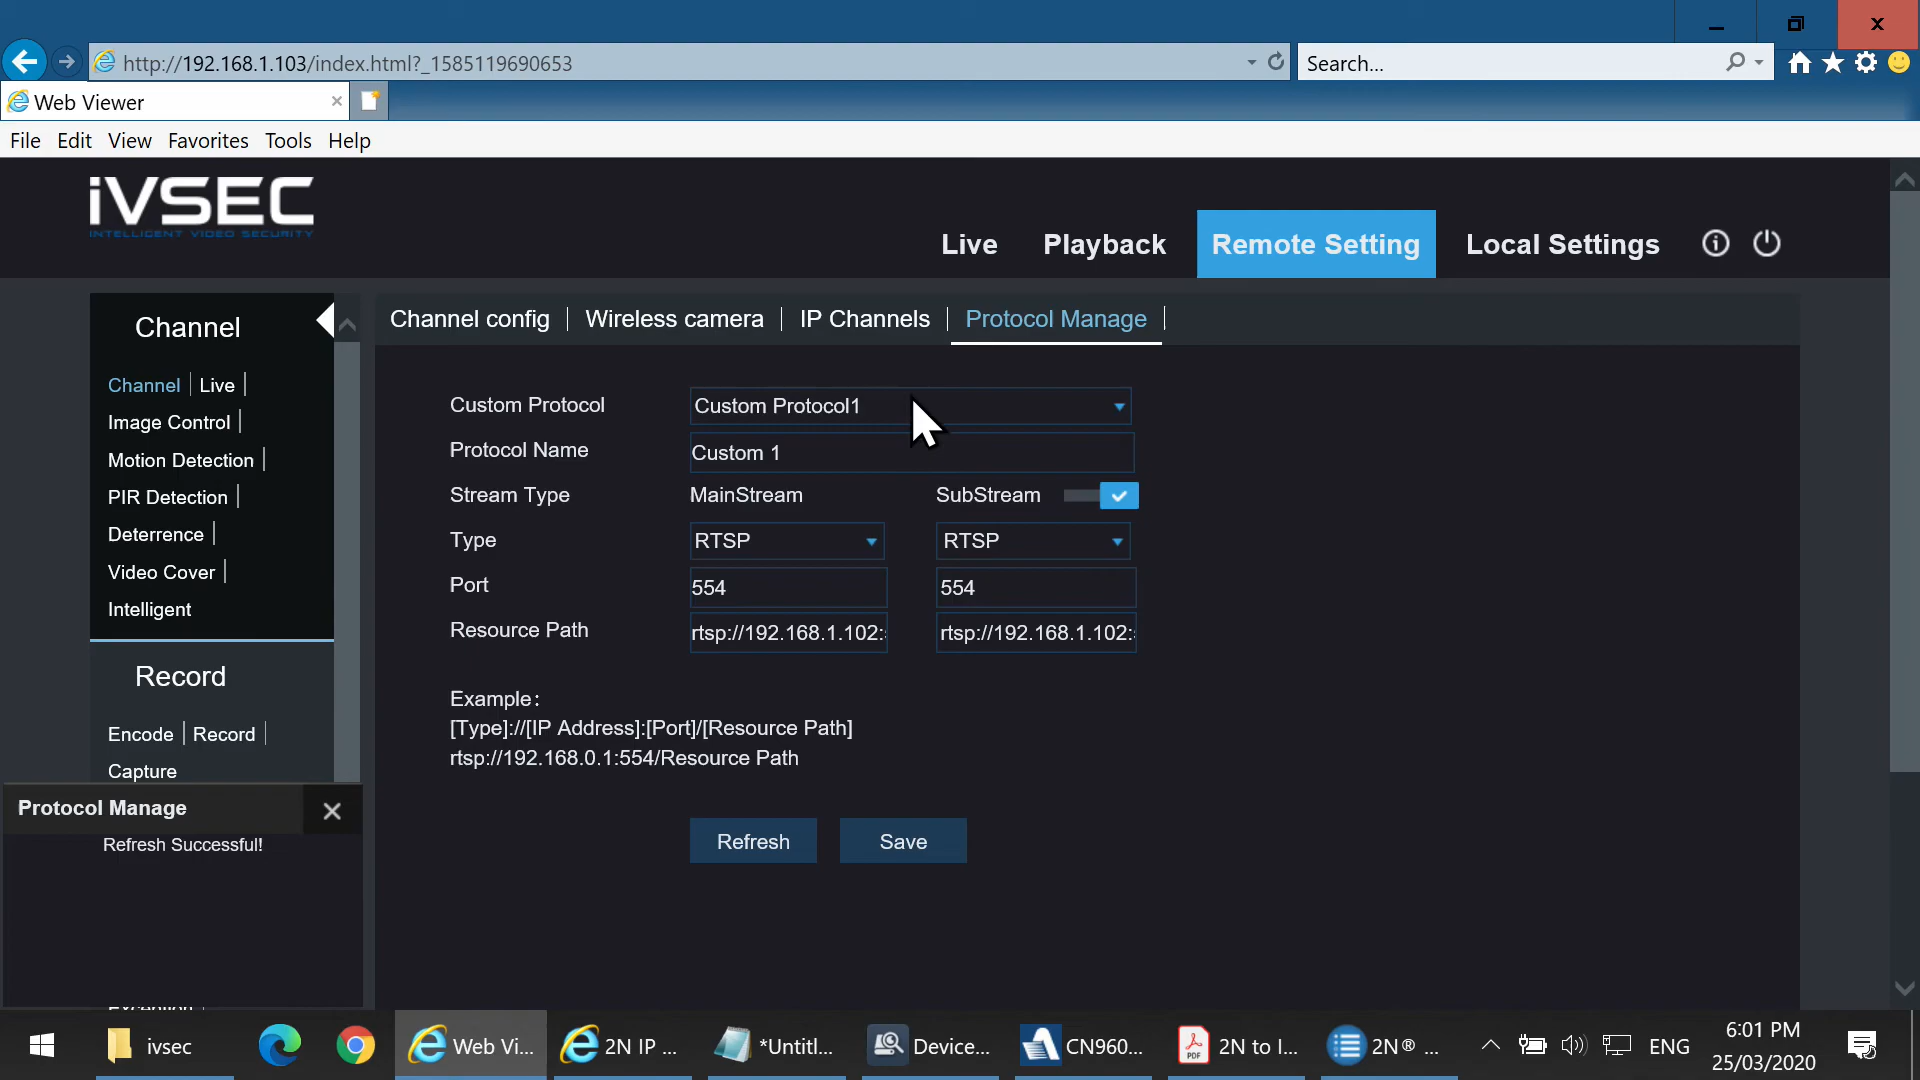 http://192.168.1.103/index.html?_1585119690653
Search...
Web Viewer
File Edit View Favorites Tools Help
iVSEC
INTELLIGENT VIDEO SECURITY
Live Playback Remote Setting Local Settings
Channel
Channel Live
Image Control
Motion Detection
PIR Detection
Deterrence
Video Cover
Intelligent
Record
Encode Record
Capture
Channel config Wireless camera IP Channels Protocol Manage
Custom Protocol Custom Protocol1
Protocol Name Custom 1
Stream Type MainStream SubStream
Type RTSP RTSP
Port 554 554
Resource Path rtsp://192.168.1.102: rtsp://192.168.1.102:
Example:
[Type]://[IP Address]:[Port]/[Resource Path]
rtsp://192.168.0.1:554/Resource Path
Refresh Save
Protocol Manage
Refresh Successful!
ivsec
Web Vi...
2N IP ...
*Untitl...
Device...
CN960...
PDF
2N to I...
2N® ...
ENG
6:01 PM
25/03/2020